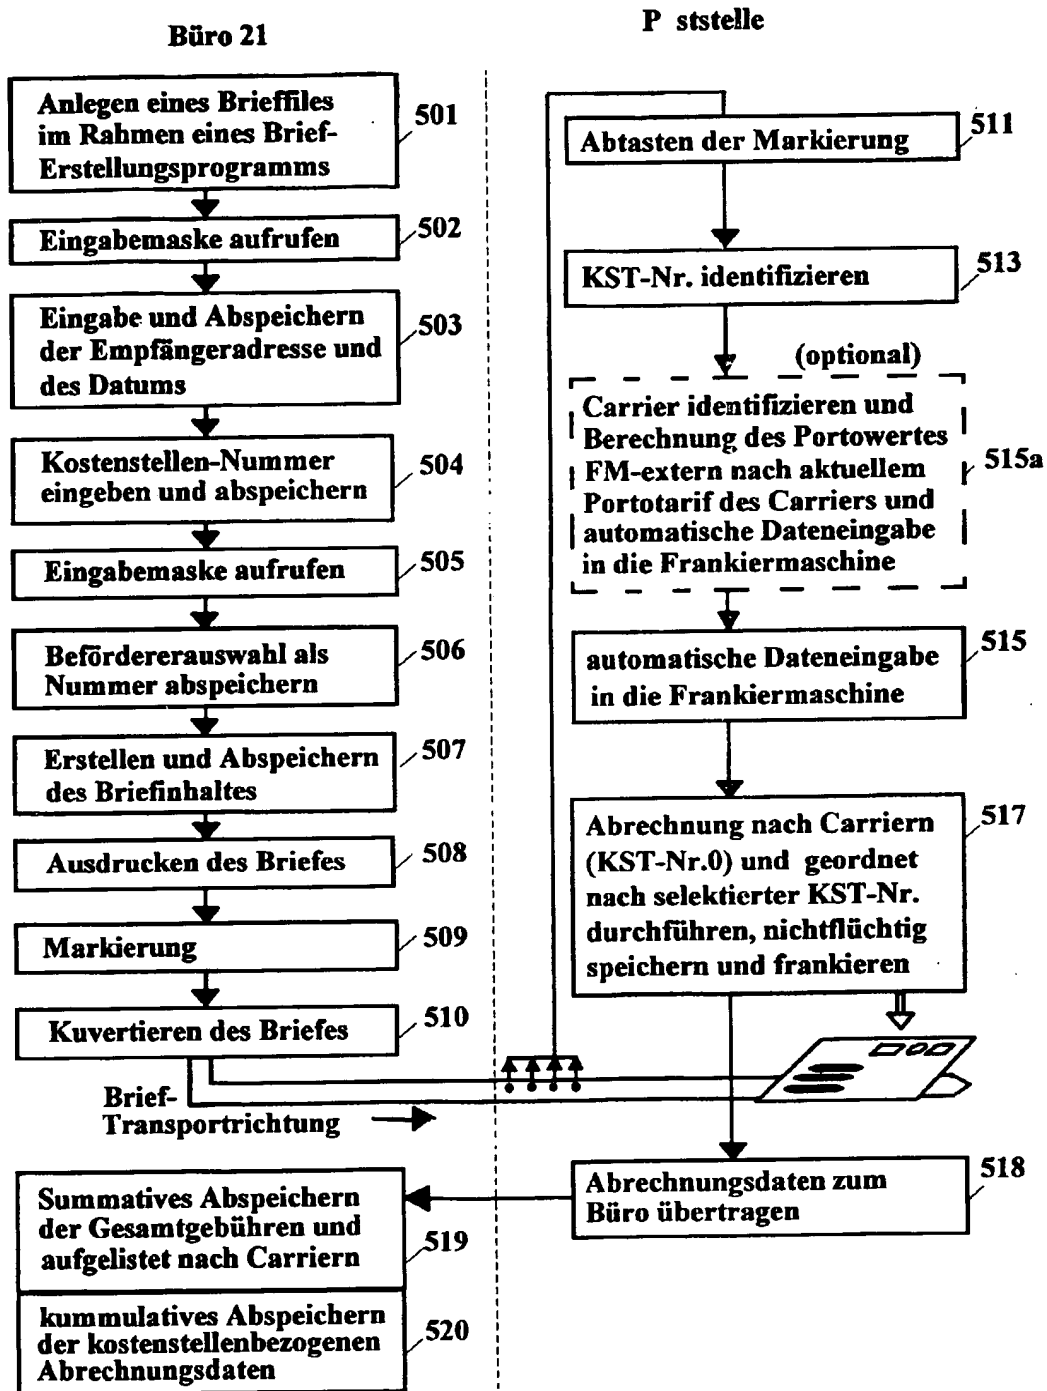 Büro 21
P ststelle
Anlegen eines Brieffiles
im Rahmen eines Brief-
Erstellungsprogramms
501
Eingabemaske aufrufen
502
Eingabe und Abspeichern
der Empfängeradresse und
des Datums
503
Kostenstellen-Nummer
eingeben und abspeichern
504
Eingabemaske aufrufen
505
Befördererauswahl als
Nummer abspeichern
506
Erstellen und Abspeichern
des Briefinhaltes
507
Ausdrucken des Briefes
508
Markierung
509
Kuvertieren des Briefes
510
Brief-
Transportrichtung
Abtasten der Markierung
511
KST-Nr. identifizieren
513
(optional)
Carrier identifizieren und
Berechnung des Portowertes
FM-extern nach aktuellem
Portotarif des Carriers und
automatische Dateneingabe
in die Frankiermaschine
515a
automatische Dateneingabe
in die Frankiermaschine
515
Abrechnung nach Carriern
(KST-Nr.0) und geordnet
nach selektierter KST-Nr.
durchführen, nichtflüchtig
speichern und frankieren
517
Abrechnungsdaten zum
Büro übertragen
518
Summatives Abspeichern
der Gesamtgebühren und
aufgelistet nach Carriern
519
kummulatives Abspeichern
der kostenstellenbezogenen
Abrechnungsdaten
520